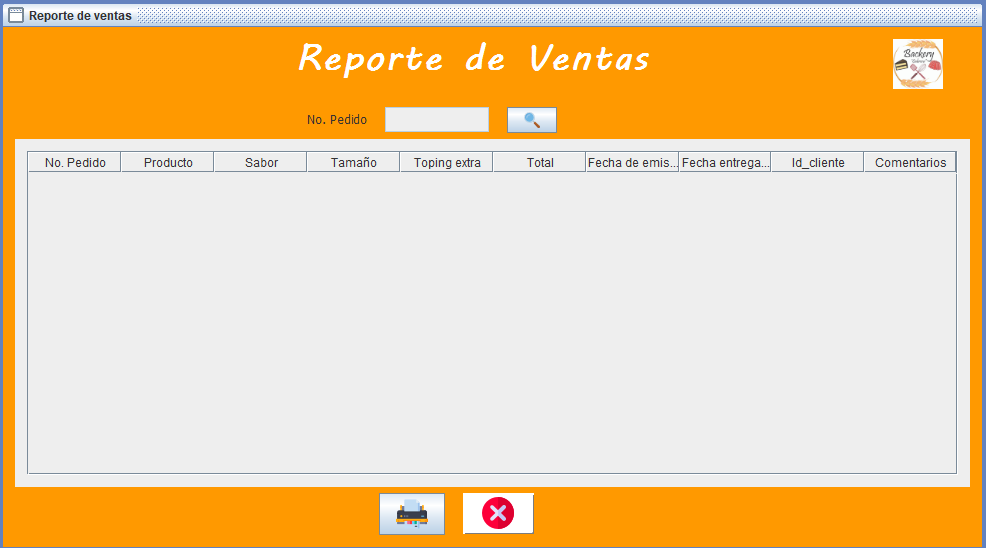 Reporte de ventas
Reporte de Ventas
Backery
No. Pedido
No. Pedido Producto Sabor Tamaño Toping extra Total Fecha de emis... Fecha entrega... Id_cliente Comentarios